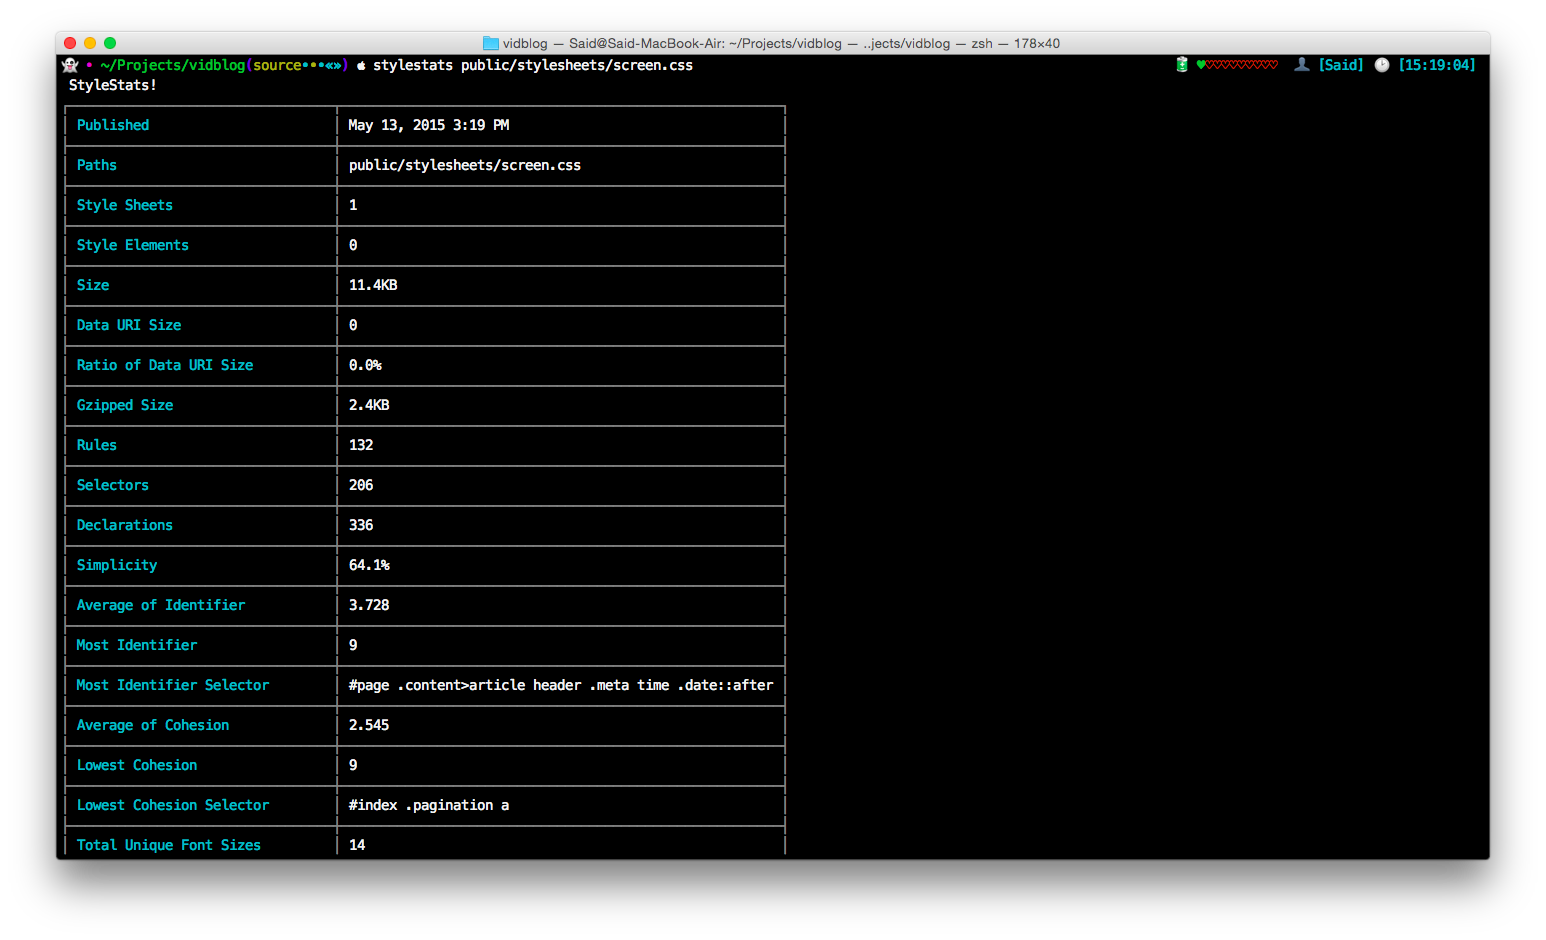 vidblog — Said@Said-MacBook-Air: ~/Projects/vidblog — ..jects/vidblog — zsh — 178×40
~/Projects/vidblog(source•••«») stylestats public/stylesheets/screen.css [Said] [15:19:04]
StyleStats!
Published May 13, 2015 3:19 PM
Paths public/stylesheets/screen.css
Style Sheets 1
Style Elements 0
Size 11.4KB
Data URI Size 0
Ratio of Data URI Size 0.0%
Gzipped Size 2.4KB
Rules 132
Selectors 206
Declarations 336
Simplicity 64.1%
Average of Identifier 3.728
Most Identifier 9
Most Identifier Selector #page .content>article header .meta time .date::after
Average of Cohesion 2.545
Lowest Cohesion 9
Lowest Cohesion Selector #index .pagination a
Total Unique Font Sizes 14